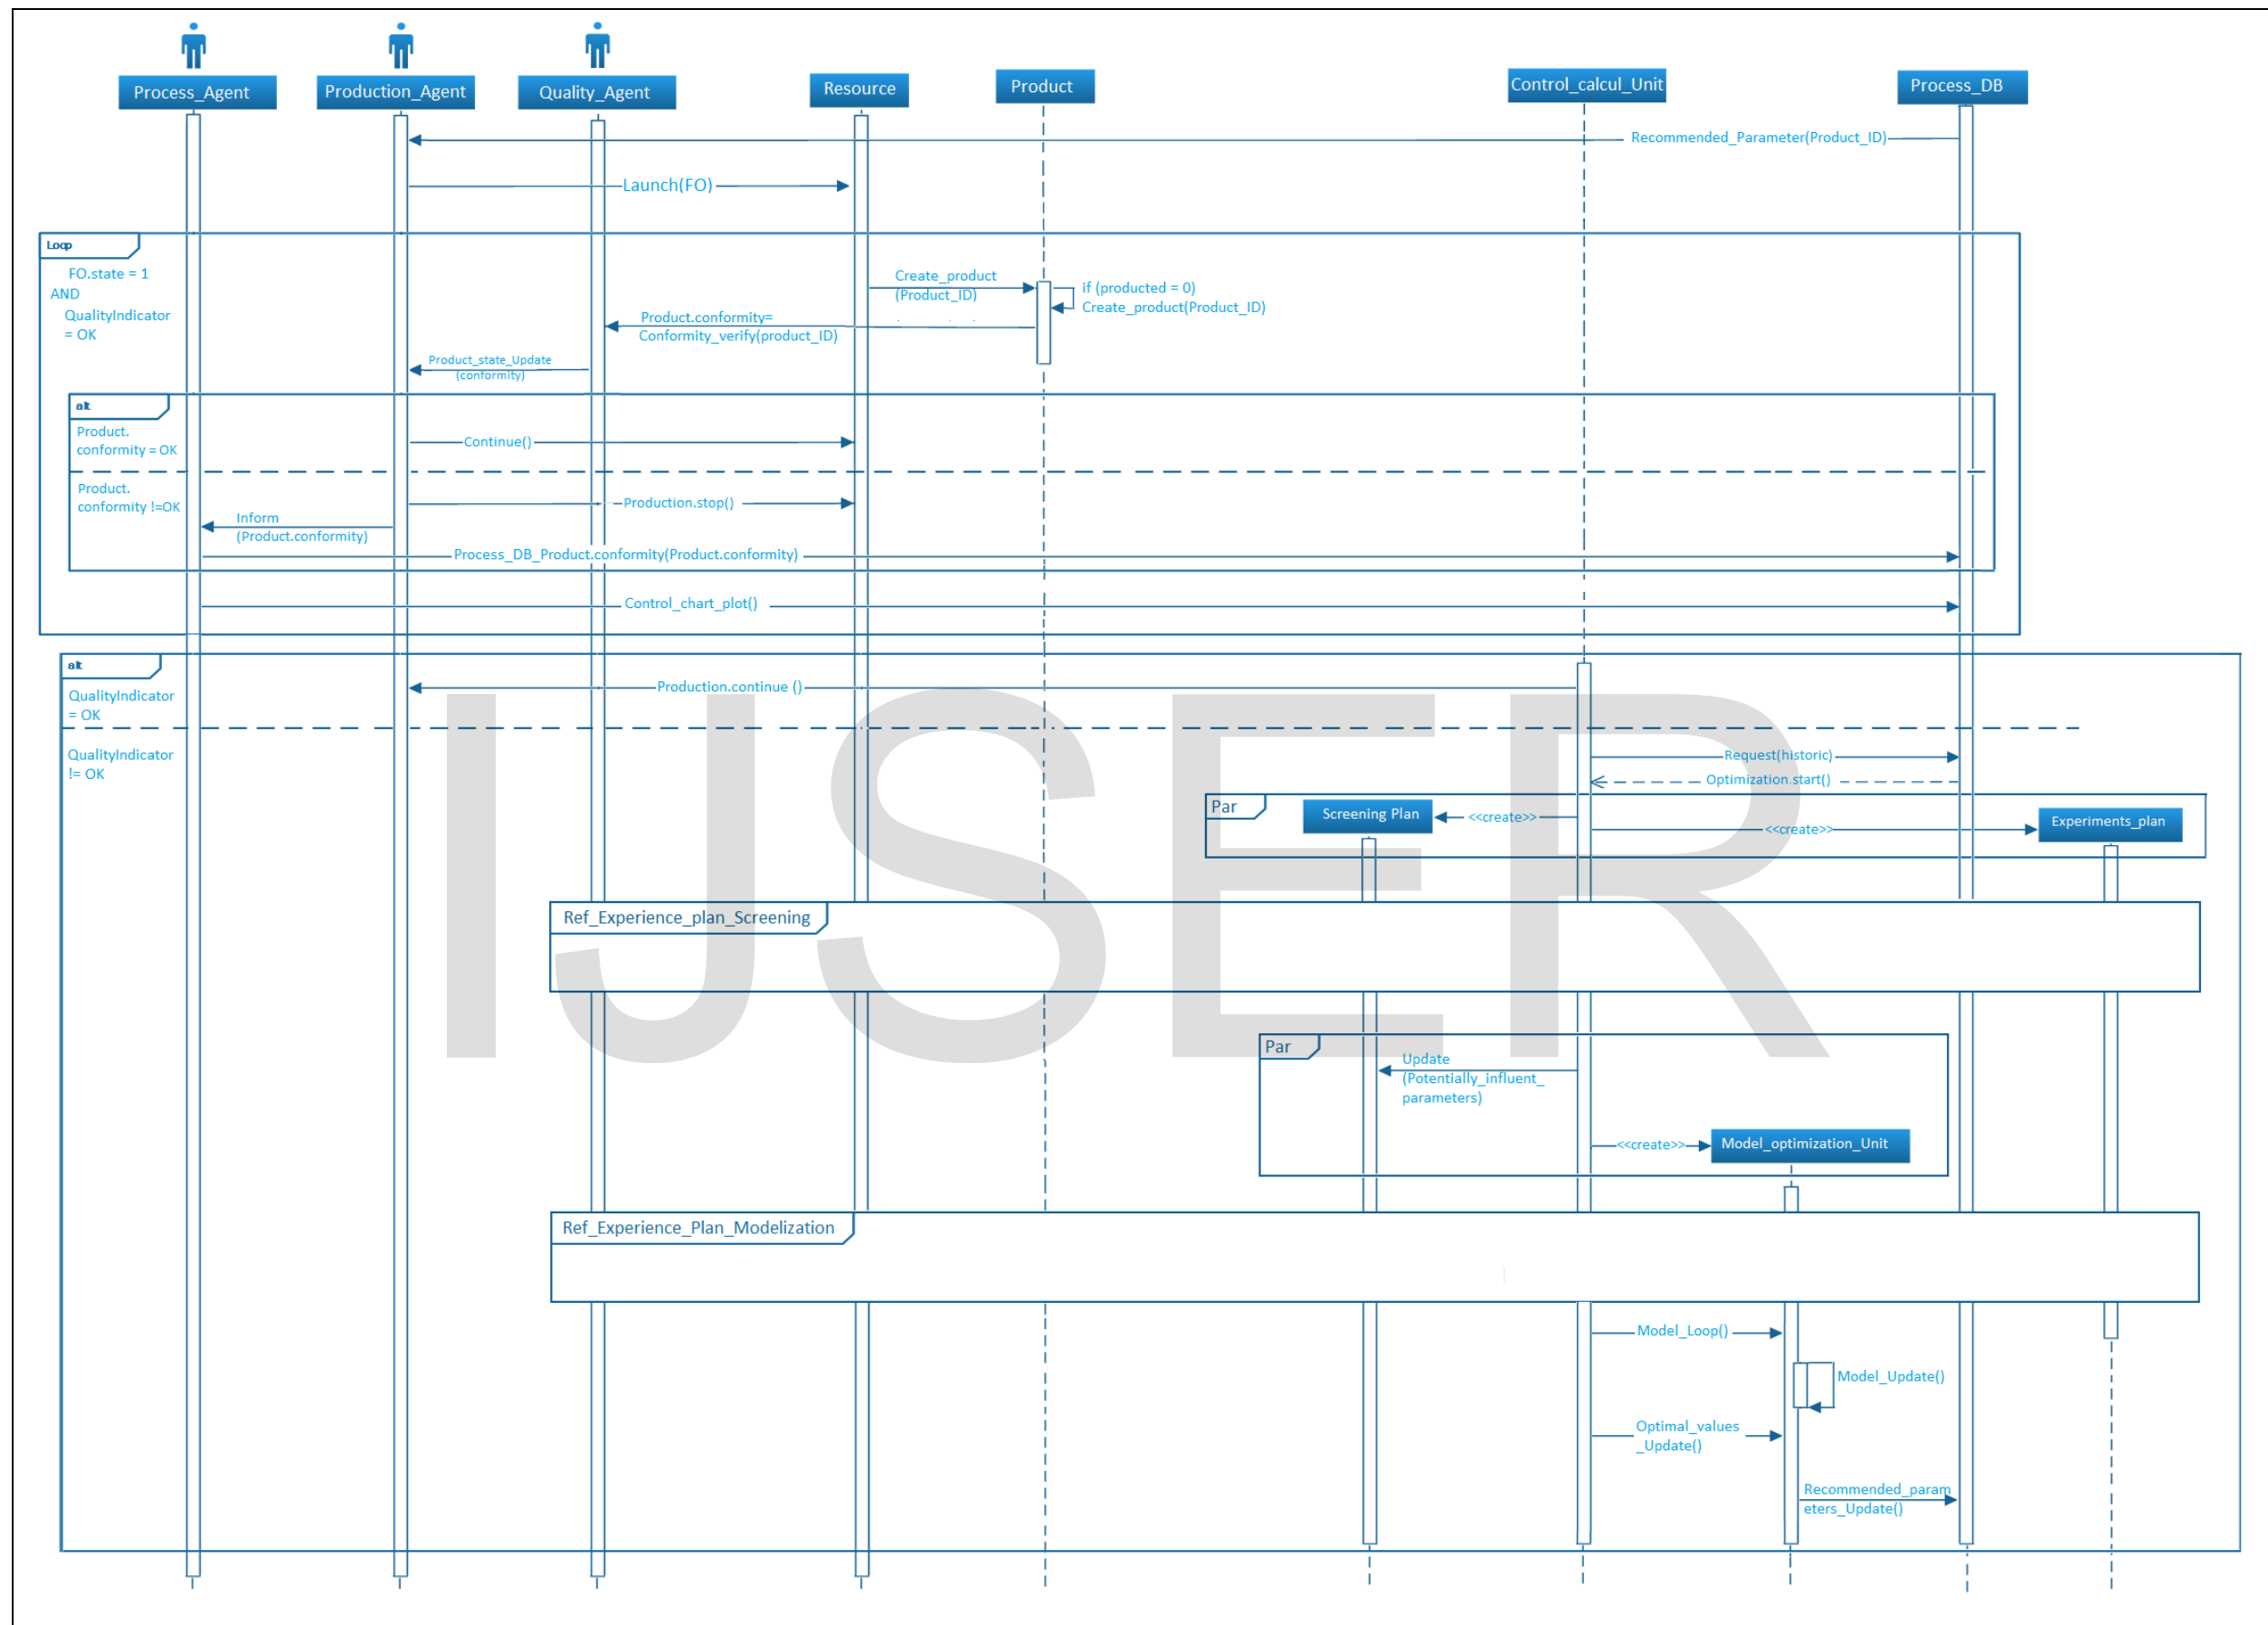 Process_Agent
Production_Agent
Quality_Agent
Resource
Product
Control_calcul_Unit
Process_DB
Recommended_Parameter(Product_ID)
Launch(FO)
Loop
FO.state = 1
AND
QualityIndicator
= OK
Create_product
(Product_ID)
if (producted = 0)
Create_product(Product_ID)
Product.conformity=
Conformity_verify(product_ID)
Product_state_Update
(conformity)
alt
Product.
conformity = OK
Continue()
Product.
conformity !=OK
Production.stop()
Inform
(Product.conformity)
Process_DB_Product.conformity(Product.conformity)
Control_chart_plot()
alt
QualityIndicator
= OK
Production.continue ()
QualityIndicator
!= OK
Request(historic)
Optimization.start()
Par
Screening Plan
<<create>>
<<create>>
Experiments_plan
Ref_Experience_plan_Screening
IJSER
Par
Update
(Potentially_influent_
parameters)
<<create>>
Model_optimization_Unit
Ref_Experience_Plan_Modelization
Model_Loop()
Model_Update()
Optimal_values
_Update()
Recommended_param
eters_Update()